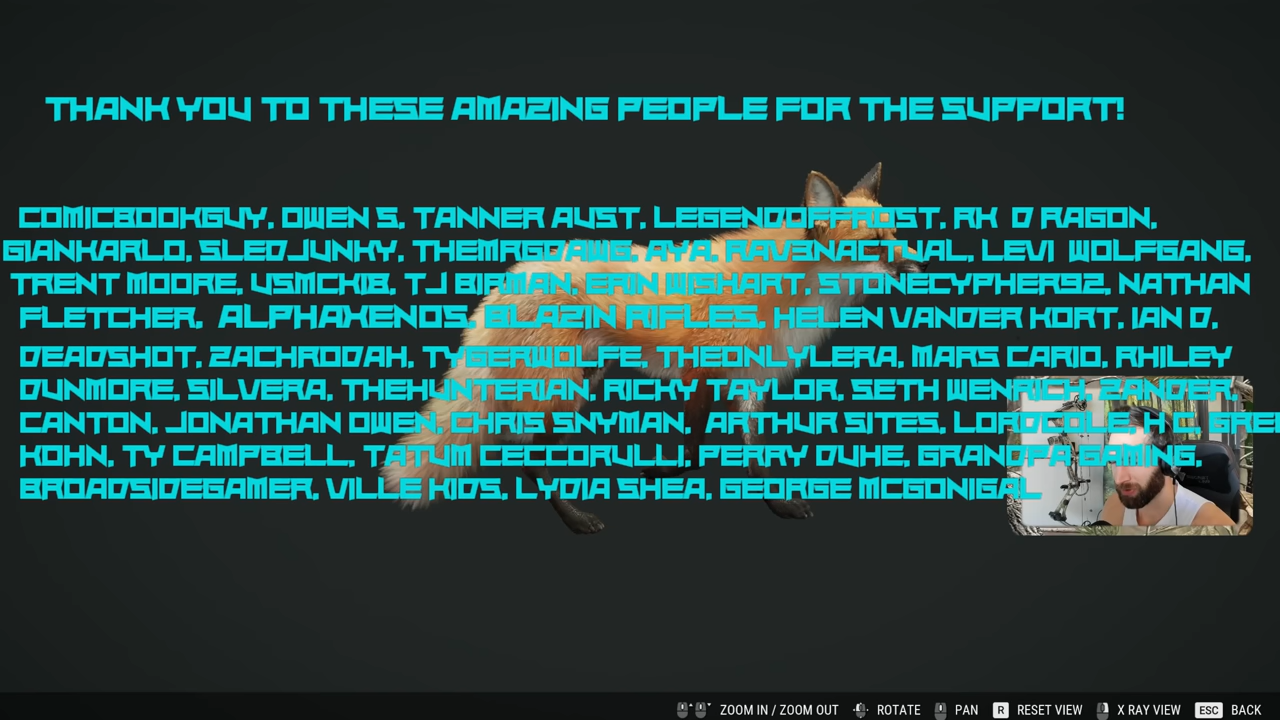 THANK YOU TO THESE AMAZING PEOPLE FOR THE SUPPORT!
COMICBOOKGUY, OWEN S, TANNER AUST, LEGENDOFFROST, RK D RAGON,
GIANKARLO, SLEDJUNKY, THEMRGDAWG, AYA, RAV3NACTUAL, LEVI WOLFGANG,
TRENT MOORE, USMCK18, TJ BIRMAN, ERIN WISHART, STONECYPHER92, NATHAN
FLETCHER, ALPHAXENOS, BLAZIN RIFLES, HELEN VANDER KORT, IAN D,
DEADSHOT, ZACHRODAH, TYGERWOLFE, THEONLYLERA, MARS CARIO, RHILEY
DUNMORE, SILVERA, THEHUNTERIAN, RICKY TAYLOR, SETH WENRICH, ZANDER,
CANTON, JONATHAN OWEN, CHRIS SNYMAN, ARTHUR SITES, LORDCOLE, H C,
KOHN, TY CAMPBELL, TATUM CECCORULLI, PERRY DUHE, GRANDPA GAMING,
BROADSIDEGAMER, VILLE KIDS, LYDIA SHEA, GEORGE MCGONIGAL
ZOOM IN / ZOOM OUT ROTATE PAN R RESET VIEW X RAY VIEW ESC BACK